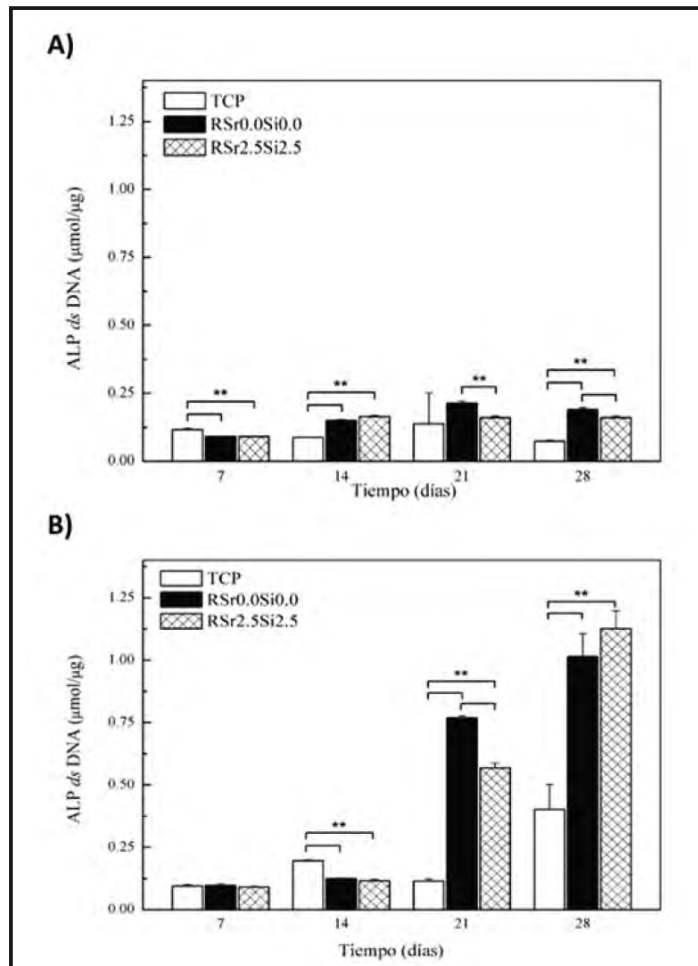 A)
TCP
RSr0.0Si0.0
RSr2.5Si2.5
1.25
1.00
0.75
0.50
0.25
0.00
ALP ds DNA (μmol/μg)
**
**
**
**
7
14
21
28
Tiempo (días)
B)
TCP
RSr0.0Si0.0
RSr2.5Si2.5
1.25
1.00
0.75
0.50
0.25
0.00
ALP ds DNA (μmol/μg)
**
**
**
7
14
21
28
Tiempo (días)